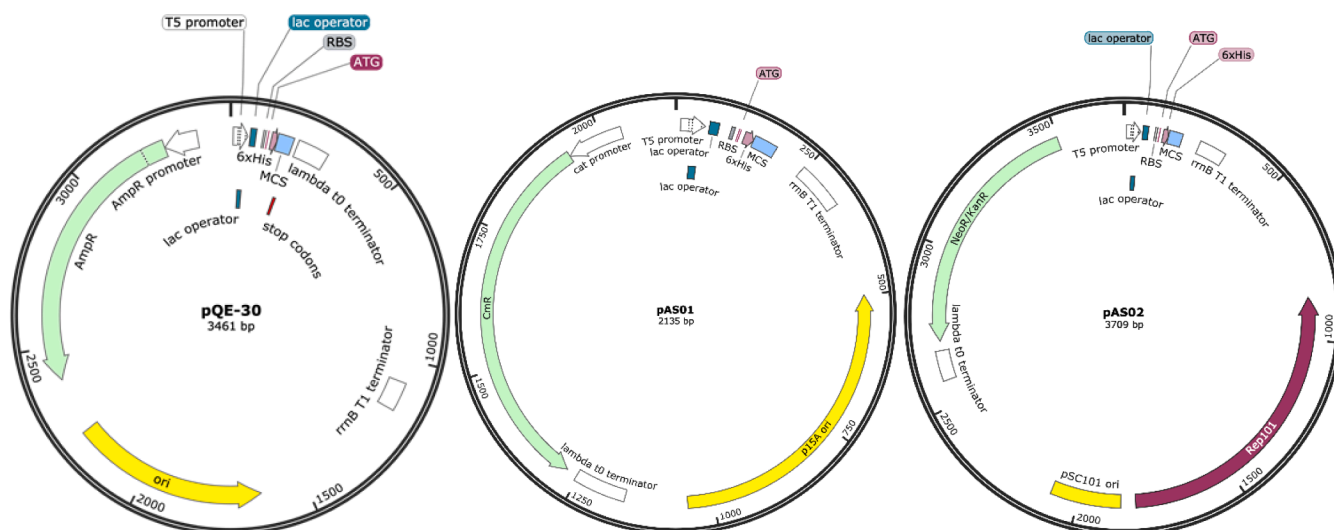 T5 promoter
lac operator
RBS
ATG
6xHis
MCS
lambda t0 terminator
lac operator
stop codons
AmpR promoter
AmpR
500
1000
rrnB T1 terminator
1500
ori
2000
2500
3000
pQE-30
3461 bp
ATG
T5 promoter
lac operator
RBS
6xHis
MCS
lac operator
250
rrnB T1 terminator
500
p15A ori
750
1000
lambda t0 terminator
1250
1500
CmR
1750
cat promoter
2000
pAS01
2135 bp
lac operator
ATG
6xHis
T5 promoter
RBS
MCS
lac operator
rrnB T1 terminator
500
1000
Rep101
1500
pSC101 ori
2000
2500
lambda t0 terminator
3000
NeoR/KanR
3500
pAS02
3709 bp